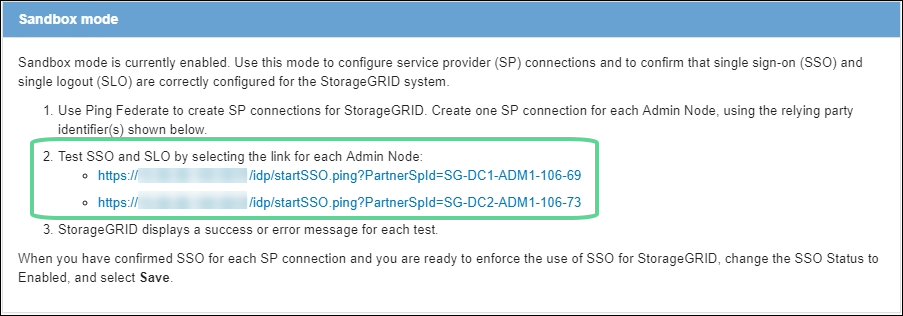 Sandbox mode
Sandbox mode is currently enabled. Use this mode to configure service provider (SP) connections and to confirm that single sign-on (SSO) and
single logout (SLO) are correctly configured for the StorageGRID system.
1. Use Ping Federate to create SP connections for StorageGRID. Create one SP connection for each Admin Node, using the relying party
identifier(s) shown below.
2. Test SSO and SLO by selecting the link for each Admin Node:
https:// /idp/startSSO.ping?PartnerSpId=SG-DC1-ADM1-106-69
https:// /idp/startSSO.ping?PartnerSpId=SG-DC2-ADM1-106-73
3. StorageGRID displays a success or error message for each test.
When you have confirmed SSO for each SP connection and you are ready to enforce the use of SSO for StorageGRID, change the SSO Status to
Enabled, and select Save.